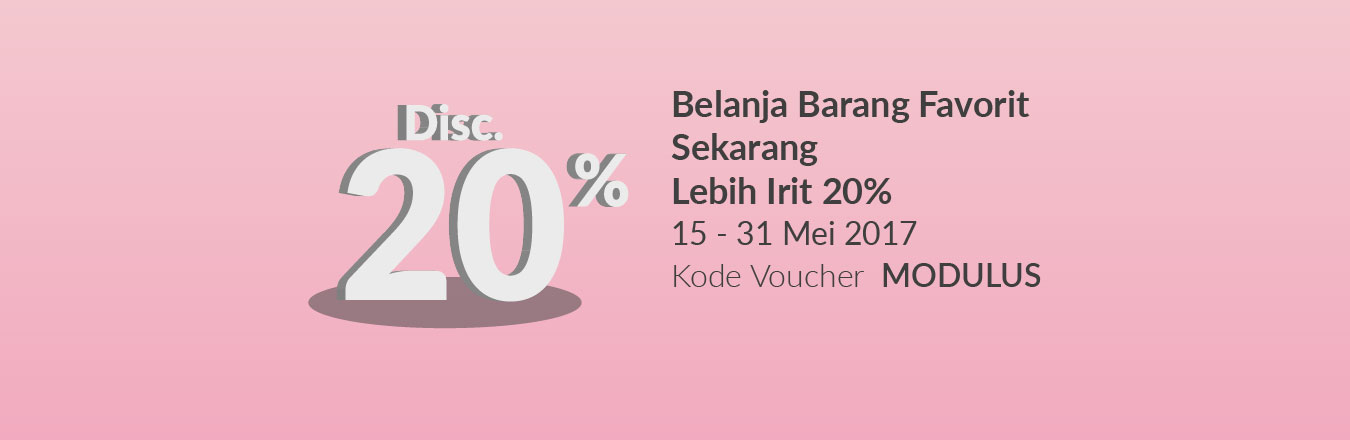 Disc.
20%
Belanja Barang Favorit
Sekarang
Lebih Irit 20%
15 - 31 Mei 2017
Kode Voucher MODULUS